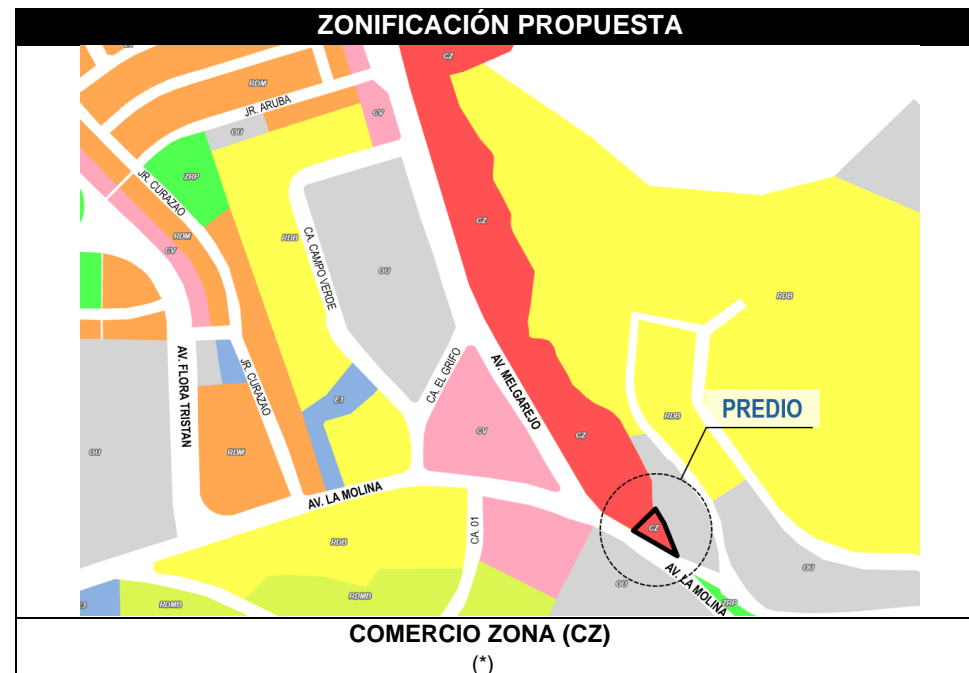 ZONIFICACIÓN PROPUESTA
CZ
RDM
JR. ARUBA
CV
OU
ZRP
JR. CURAZAO
CZ
RDM
RDB
CV
CA. CAMPO VERDE
OU
RDB
AV. FLORA TRISTAN
JR. CURAZAO
CA. EL GRIFO
AV. MELGAREJO
E1
PREDIO
RDB
CV
CZ
OU
RDM
AV. LA MOLINA
CA. 01
CZ
RDB
AV. LA MOLINA
OU
OU
RDMB
RDMB
ZRP
COMERCIO ZONA (CZ)
(*)